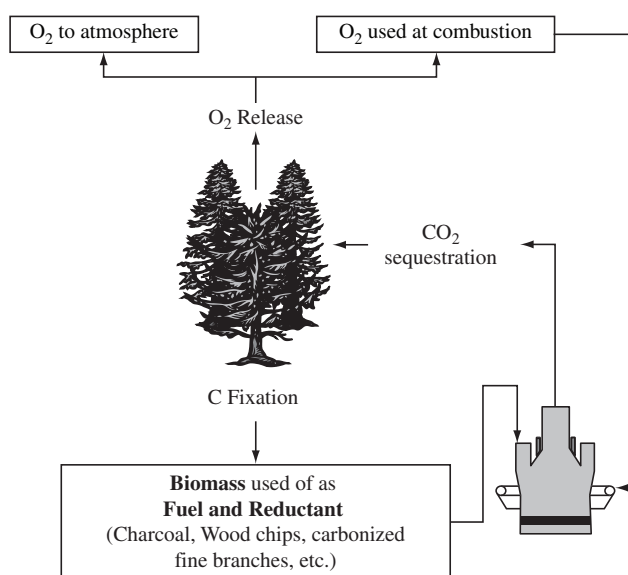 O₂ to atmosphere
O₂ used at combustion
O₂ Release
CO₂
sequestration
C Fixation
Biomass used of as
Fuel and Reductant
(Charcoal, Wood chips, carbonized
fine branches, etc.)